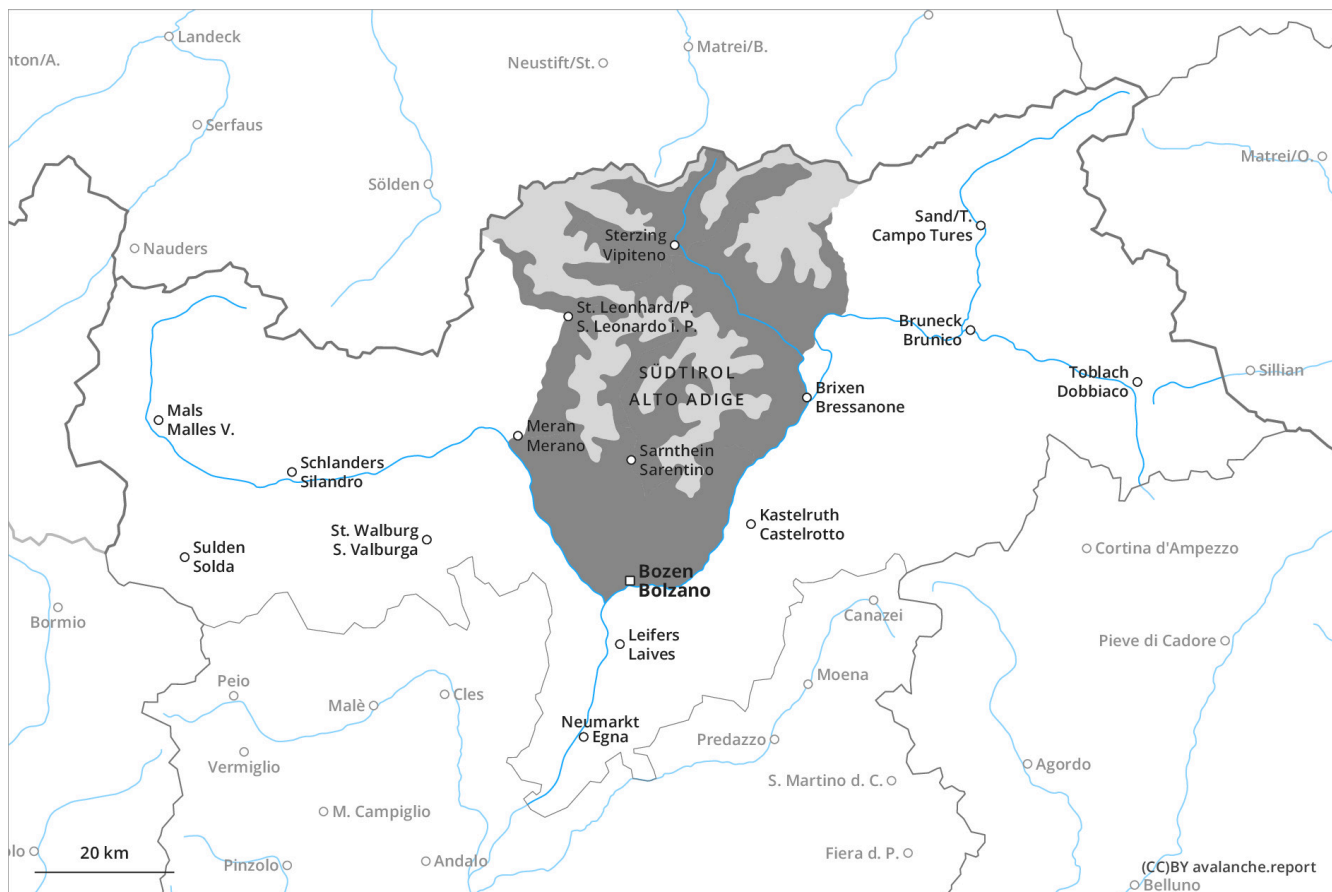 Landeck
nton/A.
Matrei/B.
Neustift/St.
Serfaus
Matrei/O.
Sölden
Sand/T.
Campo Tures
Nauders
Sterzing
Vipiteno
St. Leonhard/P.
S. Leonardo i. P.
Bruneck
Brunico
SÜDTIROL
ALTO ADIGE
Toblach
Dobbiaco
Sillian
Brixen
Bressanone
Mals
Malles V.
Meran
Merano
Sarnthein
Sarentino
Schlanders
Silandro
Kastelruth
Castelrotto
St. Walburg
S. Valburga
Sulden
Solda
Cortina d'Ampezzo
Bozen
Bolzano
Bormio
Canazei
Leifers
Laives
Pieve di Cadore
Peio
Malè
Cles
Moena
Neumarkt
Egna
Predazzo
Vermiglio
Agordo
S. Martino d. C.
M. Campiglio
olo
20 km
Pinzolo
Andalo
Fiera d. P.
(CC)BY avalanche.report
Belluno